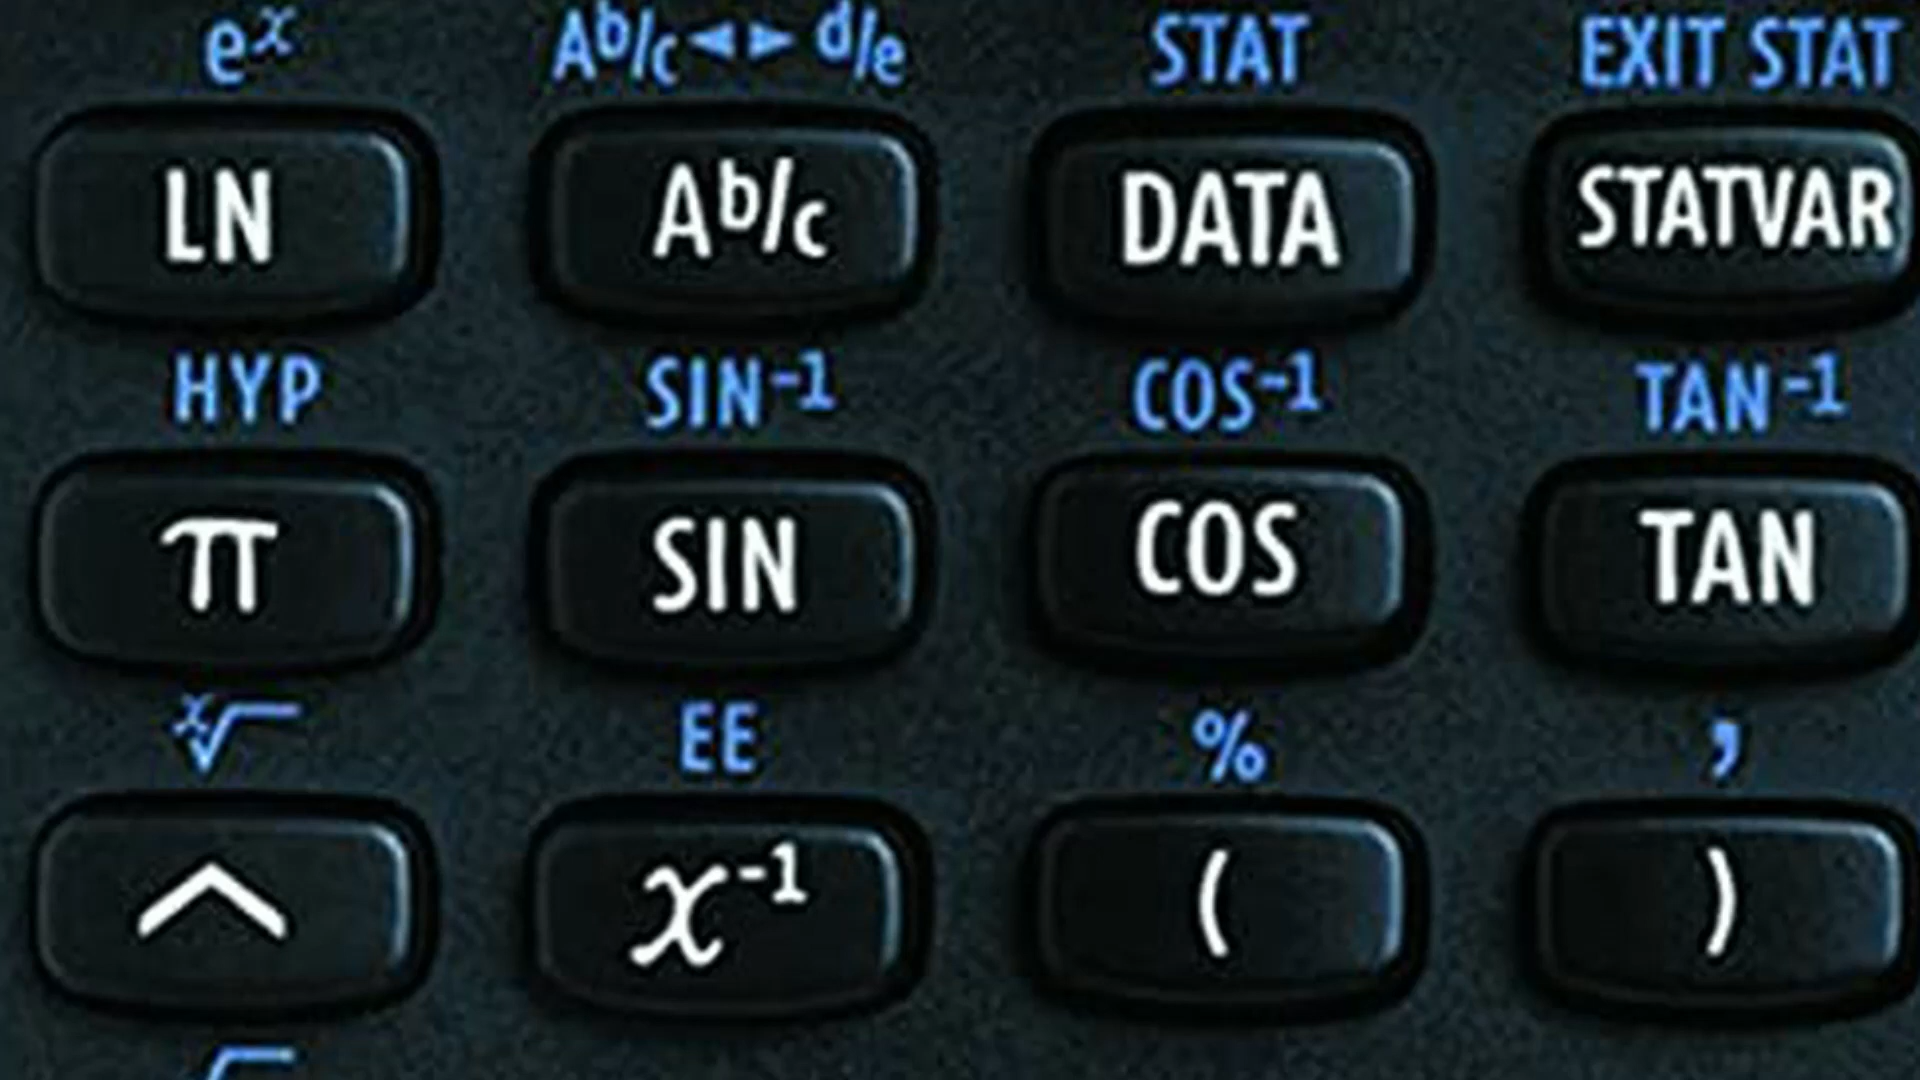 eˣ Ab/c◄►d/e STAT EXIT STAT
LN Ab/c DATA STATVAR
HYP SIN⁻¹ COS⁻¹ TAN⁻¹
π SIN COS TAN
ˣ√ EE % ,
^ x⁻¹ ( )
√